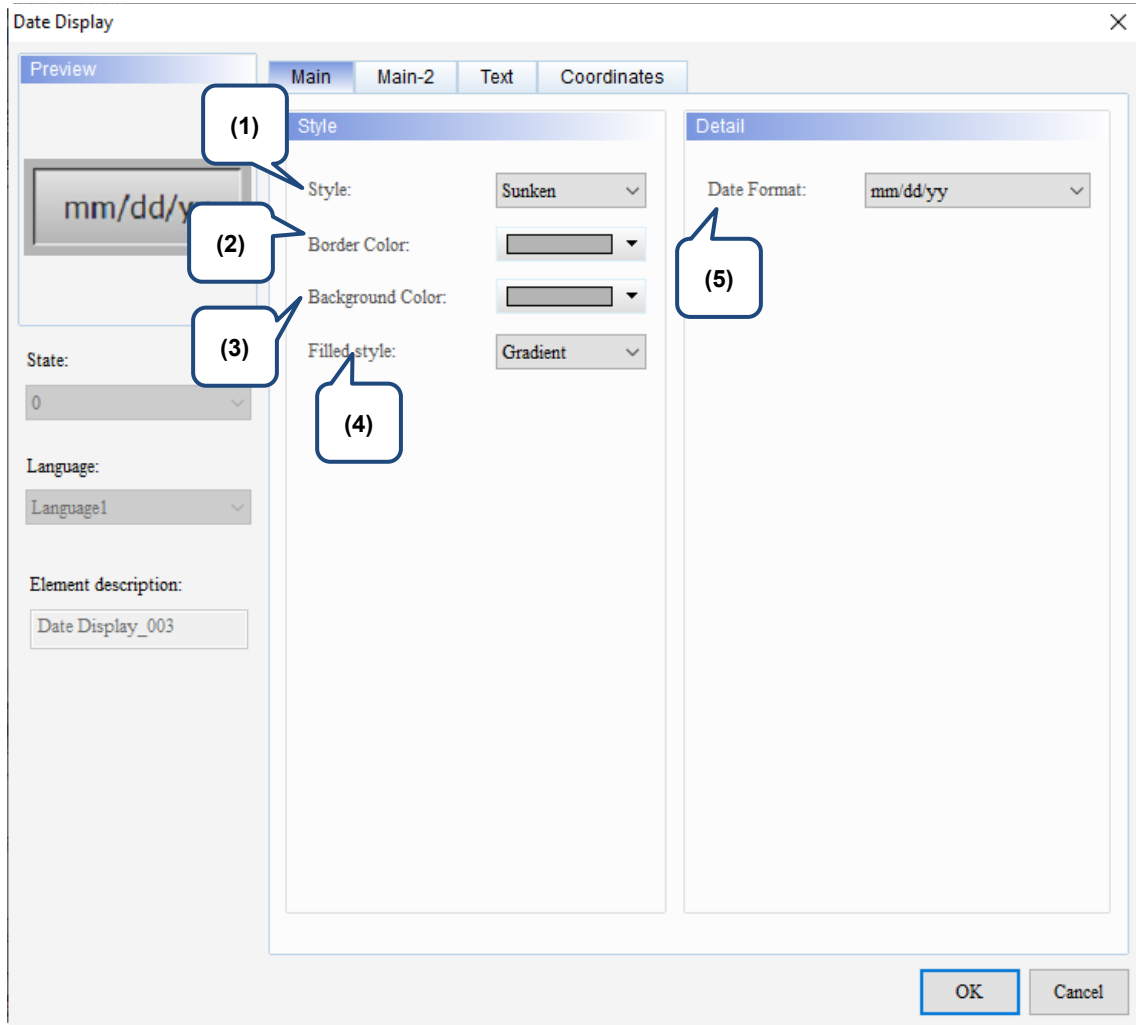 Date Display
Preview
mm/dd/y
State:
0
Language:
Language1
Element description:
Date Display_003
Main
Main-2
Text
Coordinates
Style
(1)
Style:
Sunken
(2)
Border Color:
(3)
Background Color:
Filled style:
Gradient
(4)
Detail
Date Format:
mm/dd/yy
(5)
OK
Cancel